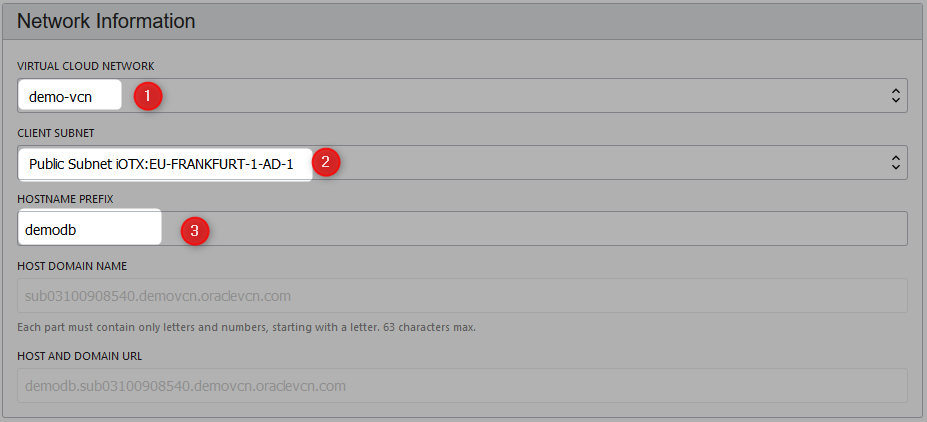 Network Information
VIRTUAL CLOUD NETWORK
demo-vcn 1
CLIENT SUBNET
Public Subnet iOTX:EU-FRANKFURT-1-AD-1 2
HOSTNAME PREFIX
demodb 3
HOST DOMAIN NAME
sub03100908540.demovcn.oraclevcn.com
Each part must contain only letters and numbers, starting with a letter. 63 characters max.
HOST AND DOMAIN URL
demodb.sub03100908540.demovcn.oraclevcn.com